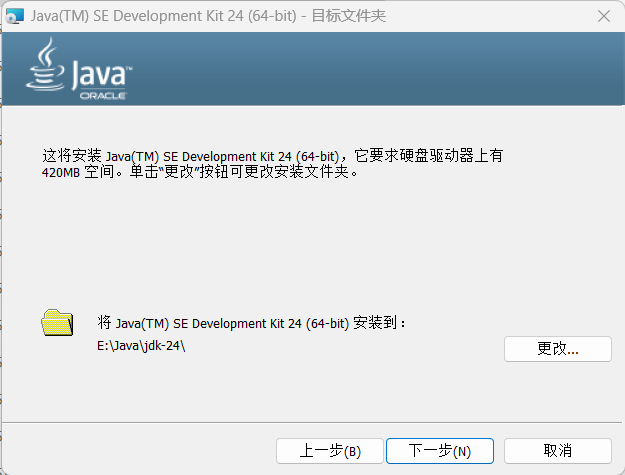 Java(TM) SE Development Kit 24 (64-bit) - 目标文件夹
Java™
ORACLE
这将安装 Java(TM) SE Development Kit 24 (64-bit)，它要求硬盘驱动器上有
420MB 空间。单击“更改”按钮可更改安装文件夹。
将 Java(TM) SE Development Kit 24 (64-bit) 安装到：
E:\Java\jdk-24\
更改...
上一步(B)
下一步(N)
取消